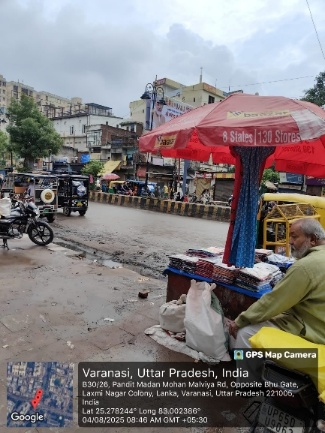 8 States | 130 Stores
GPS Map Camera
Varanasi, Uttar Pradesh, India
B30/26, Pandit Madan Mohan Malviya Rd, Opposite Bhu Gate,
Laxmi Nagar Colony, Lanka, Varanasi, Uttar Pradesh 221005,
India
Lat 25.278244° Long 83.002386°
04/08/2025 08:46 AM GMT +05:30
Google